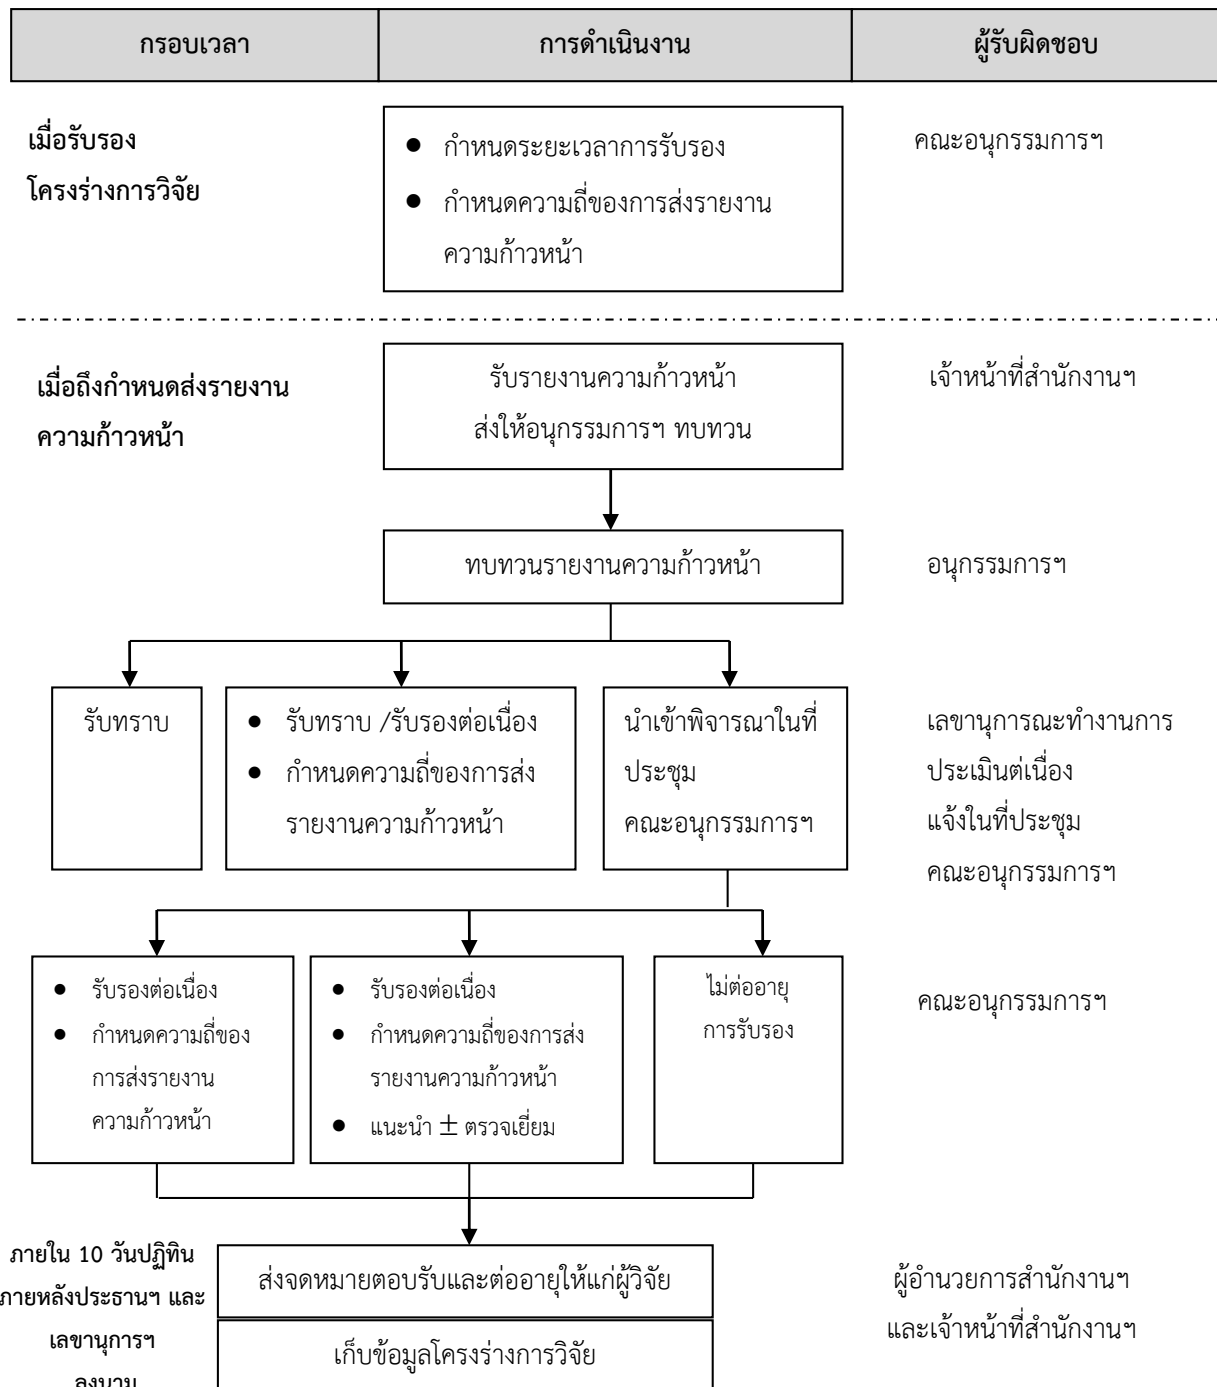 กรอบเวลา
การดำเนินงาน
ผู้รับผิดชอบ
เมื่อรับรอง
โครงร่างการวิจัย
● กำหนดระยะเวลาการรับรอง
● กำหนดความถี่ของการส่งรายงาน
ความก้าวหน้า
คณะอนุกรรมการฯ
เมื่อถึงกำหนดส่งรายงาน
ความก้าวหน้า
รับรายงานความก้าวหน้า
ส่งให้อนุกรรมการฯ ทบทวน
เจ้าหน้าที่สำนักงานฯ
ทบทวนรายงานความก้าวหน้า
อนุกรรมการฯ
รับทราบ
● รับทราบ /รับรองต่อเนื่อง
● กำหนดความถี่ของการส่ง
รายงานความก้าวหน้า
นำเข้าพิจารณาในที่
ประชุม
คณะอนุกรรมการฯ
เลขานุการณะทำงานการ
ประเมินต่เนื่อง
แจ้งในที่ประชุม
คณะอนุกรรมการฯ
● รับรองต่อเนื่อง
● กำหนดความถี่ของ
การส่งรายงาน
ความก้าวหน้า
● รับรองต่อเนื่อง
● กำหนดความถี่ของการส่ง
รายงานความก้าวหน้า
● แนะนำ ± ตรวจเยี่ยม
ไม่ต่ออายุ
การรับรอง
คณะอนุกรรมการฯ
ภายใน 10 วันปฏิทิน
ภายหลังประธานฯ และ
เลขานุการฯ
ลงนาม
ส่งจดหมายตอบรับและต่ออายุให้แก่ผู้วิจัย
เก็บข้อมูลโครงร่างการวิจัย
ผู้อำนวยการสำนักงานฯ
และเจ้าหน้าที่สำนักงานฯ